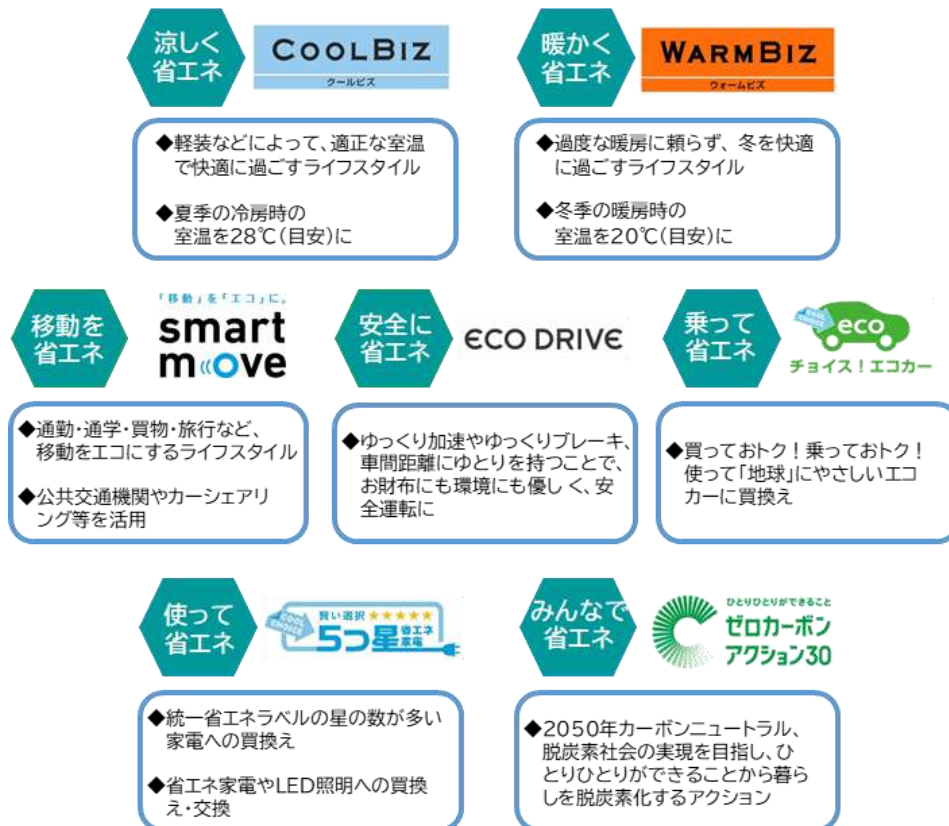 涼しく
省エネ
COOLBIZ
クールビズ
◆軽装などによって、適正な室温
で快適に過ごすライフスタイル
◆夏季の冷房時の
室温を28℃(目安)に
暖かく
省エネ
WARMBIZ
ウォームビズ
◆過度な暖房に頼らず、冬を快適
に過ごすライフスタイル
◆冬季の暖房時の
室温を20℃(目安)に
移動を
省エネ
「移動」を「エコ」に。
smart
move
◆通勤・通学・買物・旅行など、
移動をエコにするライフスタイル
◆公共交通機関やカーシェアリ
ング等を活用
安全に
省エネ
ECO DRIVE
◆ゆっくり加速やゆっくりブレーキ、
車間距離にゆとりを持つことで、
お財布にも環境にも優しく、安
全運転に
乗って
省エネ
COOL CHOICE
eco
チョイス!エコカー
◆買っておトク!乗っておトク!
使って「地球」にやさしいエコ
カーに買換え
使って
省エネ
COOL CHOICE
賢い選択 ★★★★★
5つ星 省エネ
家電
◆統一省エネラベルの星の数が多い
家電への買換え
◆省エネ家電やLED照明への買換
え・交換
みんなで
省エネ
ひとりひとりができること
ゼロカーボン
アクション30
◆2050年カーボンニュートラル、
脱炭素社会の実現を目指し、ひ
とりひとりができることから暮ら
しを脱炭素化するアクション